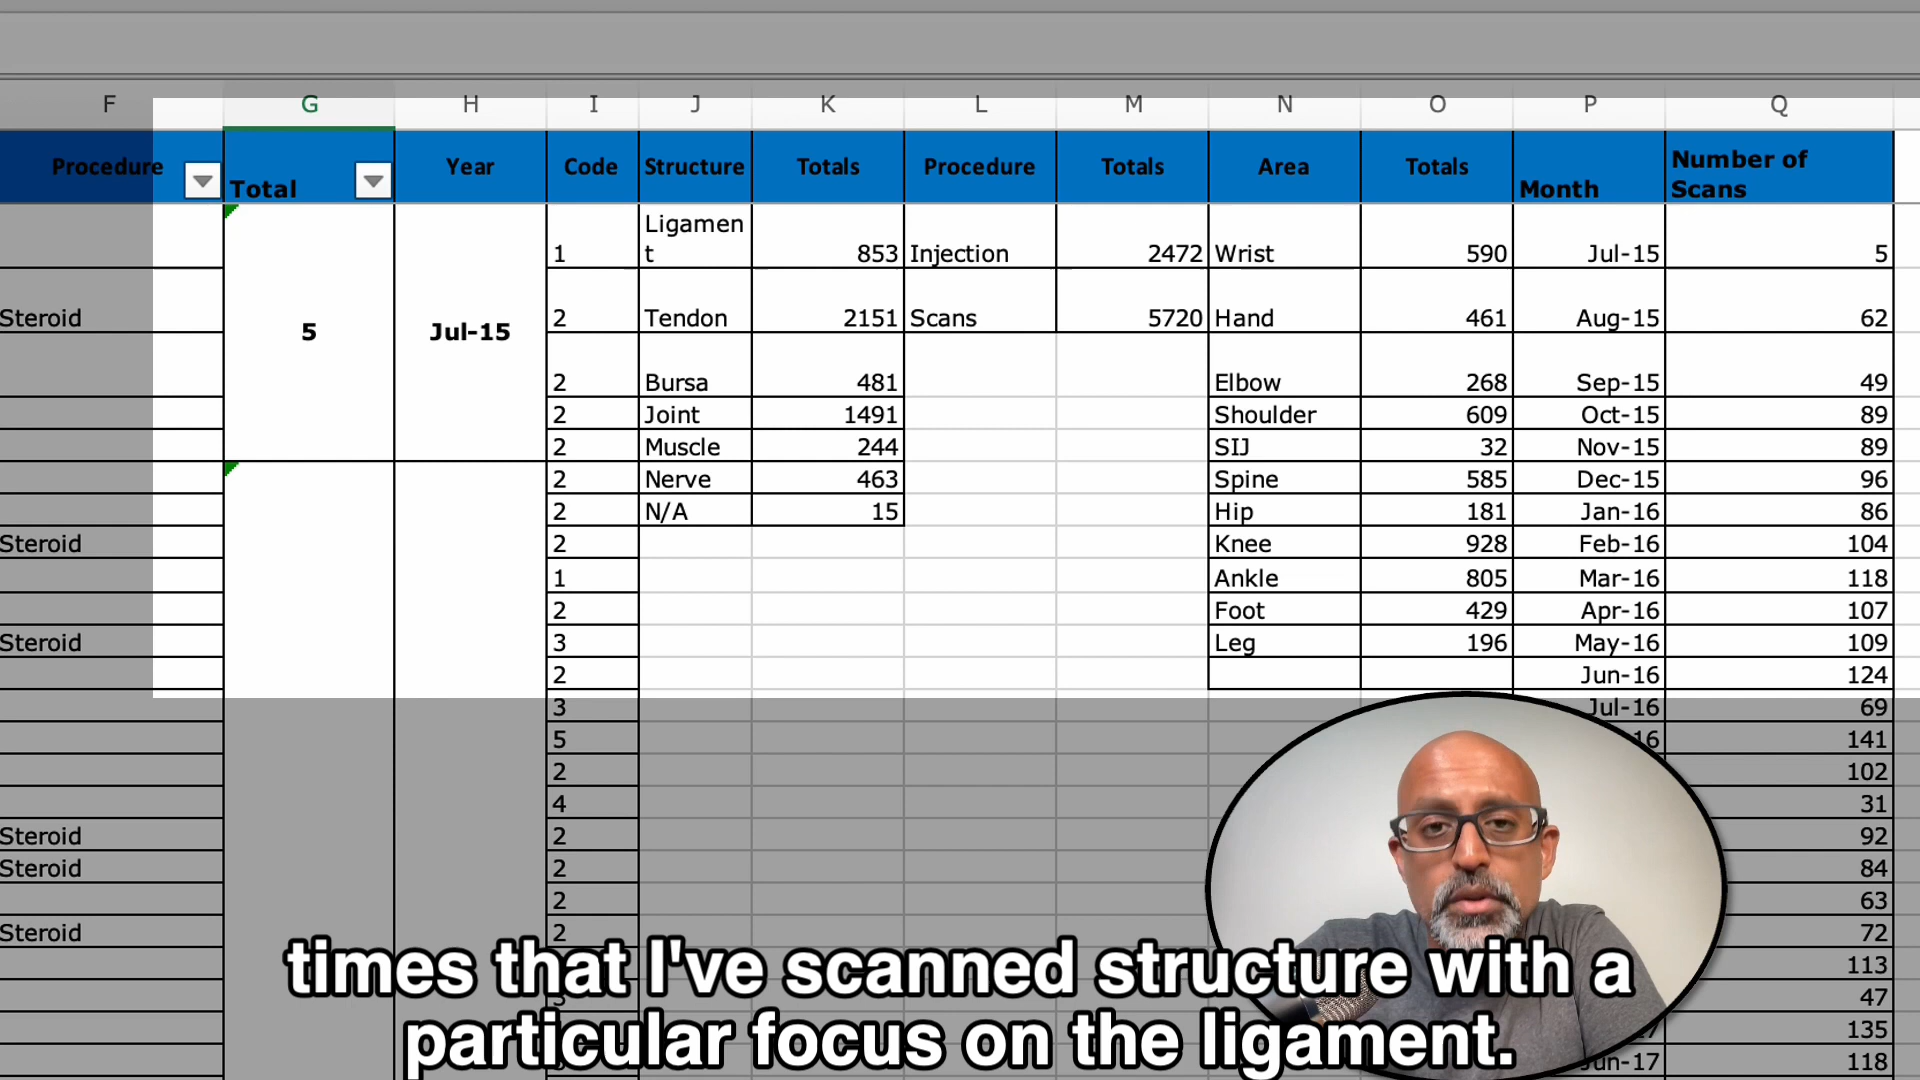 F G H I J K L M N O P Q
Procedure Total Year Code Structure Totals Procedure Totals Area Totals Month Number of Scans
1 Ligament 853 Injection 2472 Wrist 590 Jul-15 5
Steroid 5 Jul-15 2 Tendon 2151 Scans 5720 Hand 461 Aug-15 62
2 Bursa 481 Elbow 268 Sep-15 49
2 Joint 1491 Shoulder 609 Oct-15 89
2 Muscle 244 SIJ 32 Nov-15 89
2 Nerve 463 Spine 585 Dec-15 96
2 N/A 15 Hip 181 Jan-16 86
Steroid 2 Knee 928 Feb-16 104
1 Ankle 805 Mar-16 118
2 Foot 429 Apr-16 107
Steroid 3 Leg 196 May-16 109
2 Jun-16 124
3 Jul-16 69
5 16 141
2 102
4 31
Steroid 2 92
Steroid 2 84
2 63
Steroid 2 72
113
47
135
118
times that I've scanned structure with a
particular focus on the ligament.